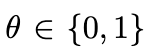 θ ∈ {0, 1}